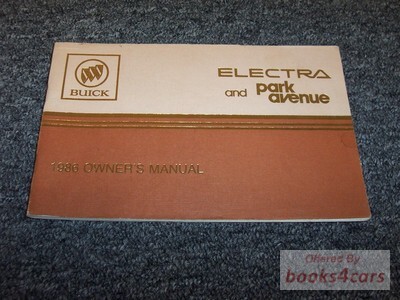 BUICK
ELECTRA
and park avenue
1986 OWNER'S MANUAL
Offered By
books4cars